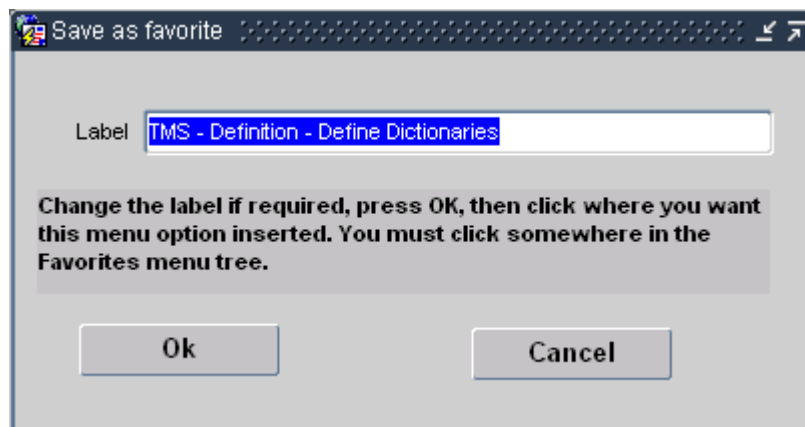 Save as favorite
Label TMS - Definition - Define Dictionaries
Change the label if required, press OK, then click where you want
this menu option inserted. You must click somewhere in the
Favorites menu tree.
Ok Cancel